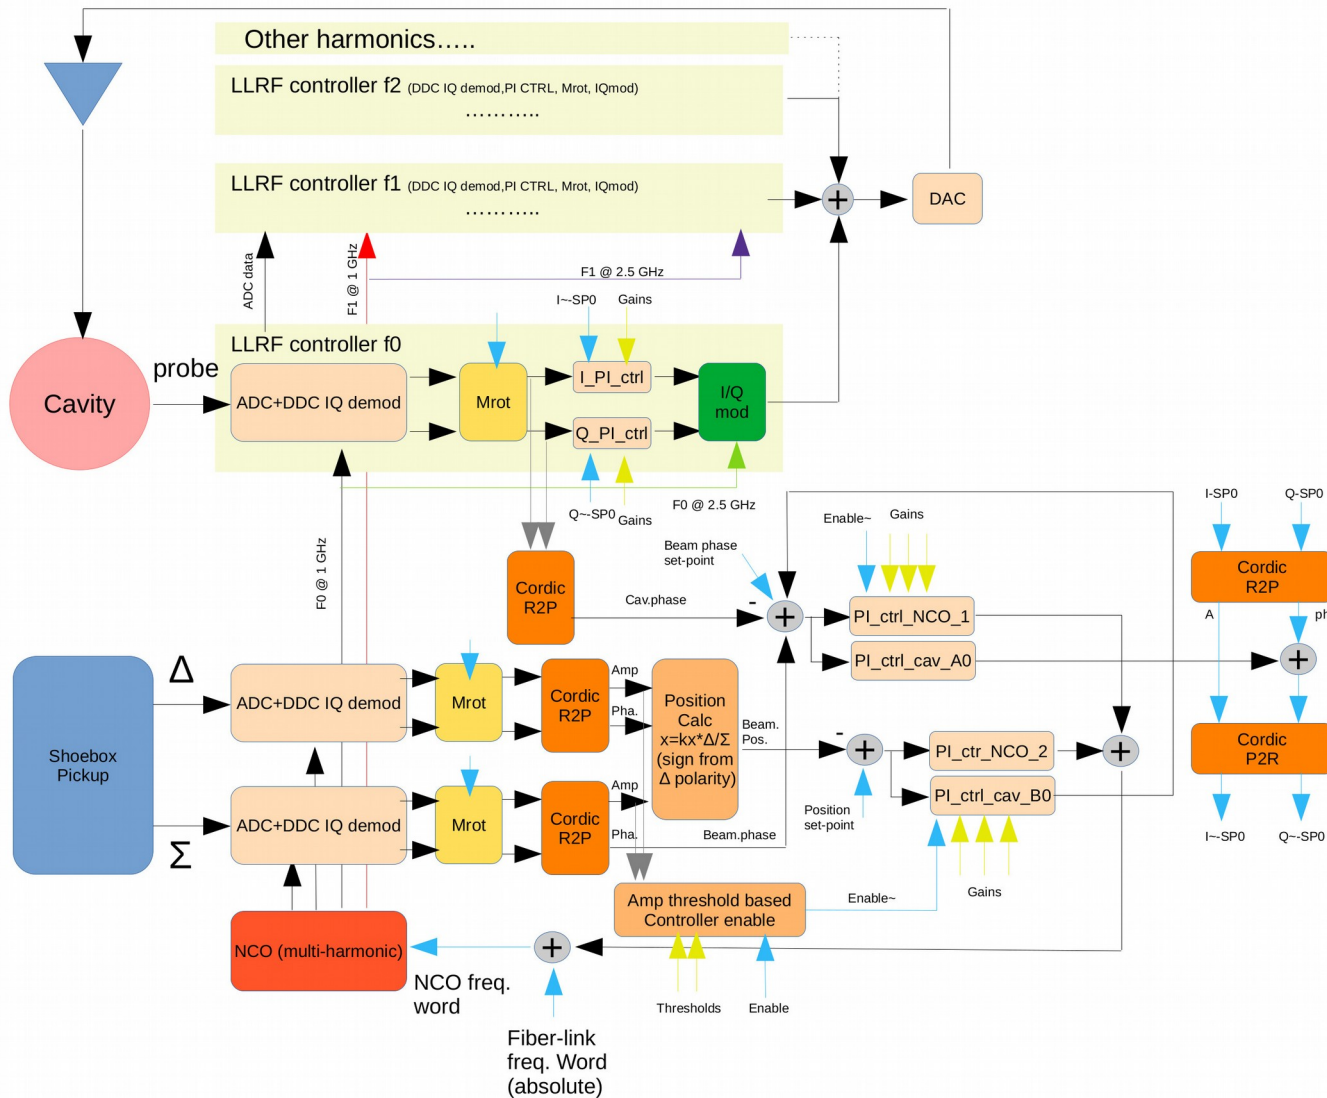 Other harmonics…..
LLRF controller f2 (DDC IQ demod,PI CTRL, Mrot, IQmod)
………..
LLRF controller f1 (DDC IQ demod,PI CTRL, Mrot, IQmod)
………..
+
DAC
ADC data
F1 @ 1 GHz
F1 @ 2.5 GHz
I~-SP0
Gains
LLRF controller f0
probe
Cavity
ADC+DDC IQ demod
Mrot
I_PI_ctrl
Q_PI_ctrl
I/Q
mod
Q~-SP0
Gains
F0 @ 2.5 GHz
F0 @ 1 GHz
Beam phase
set-point
Enable~
Gains
I-SP0
Q-SP0
Cordic
R2P
Cav.phase
-
+
PI_ctrl_NCO_1
PI_ctrl_cav_A0
Cordic
R2P
A
ph
+
Shoebox
Pickup
Δ
ADC+DDC IQ demod
Mrot
Cordic
R2P
Amp
Pha.
Position
Calc
x=kx*Δ/Σ
(sign from
Δ polarity)
Beam.
Pos.
-
+
PI_ctr_NCO_2
PI_ctrl_cav_B0
+
Cordic
P2R
Position
set-point
Σ
ADC+DDC IQ demod
Mrot
Cordic
R2P
Amp
Pha.
Beam.phase
I~-SP0
Q~-SP0
Gains
Amp threshold based
Controller enable
Enable~
NCO (multi-harmonic)
+
NCO freq.
word
Thresholds
Enable
Fiber-link
freq. Word
(absolute)